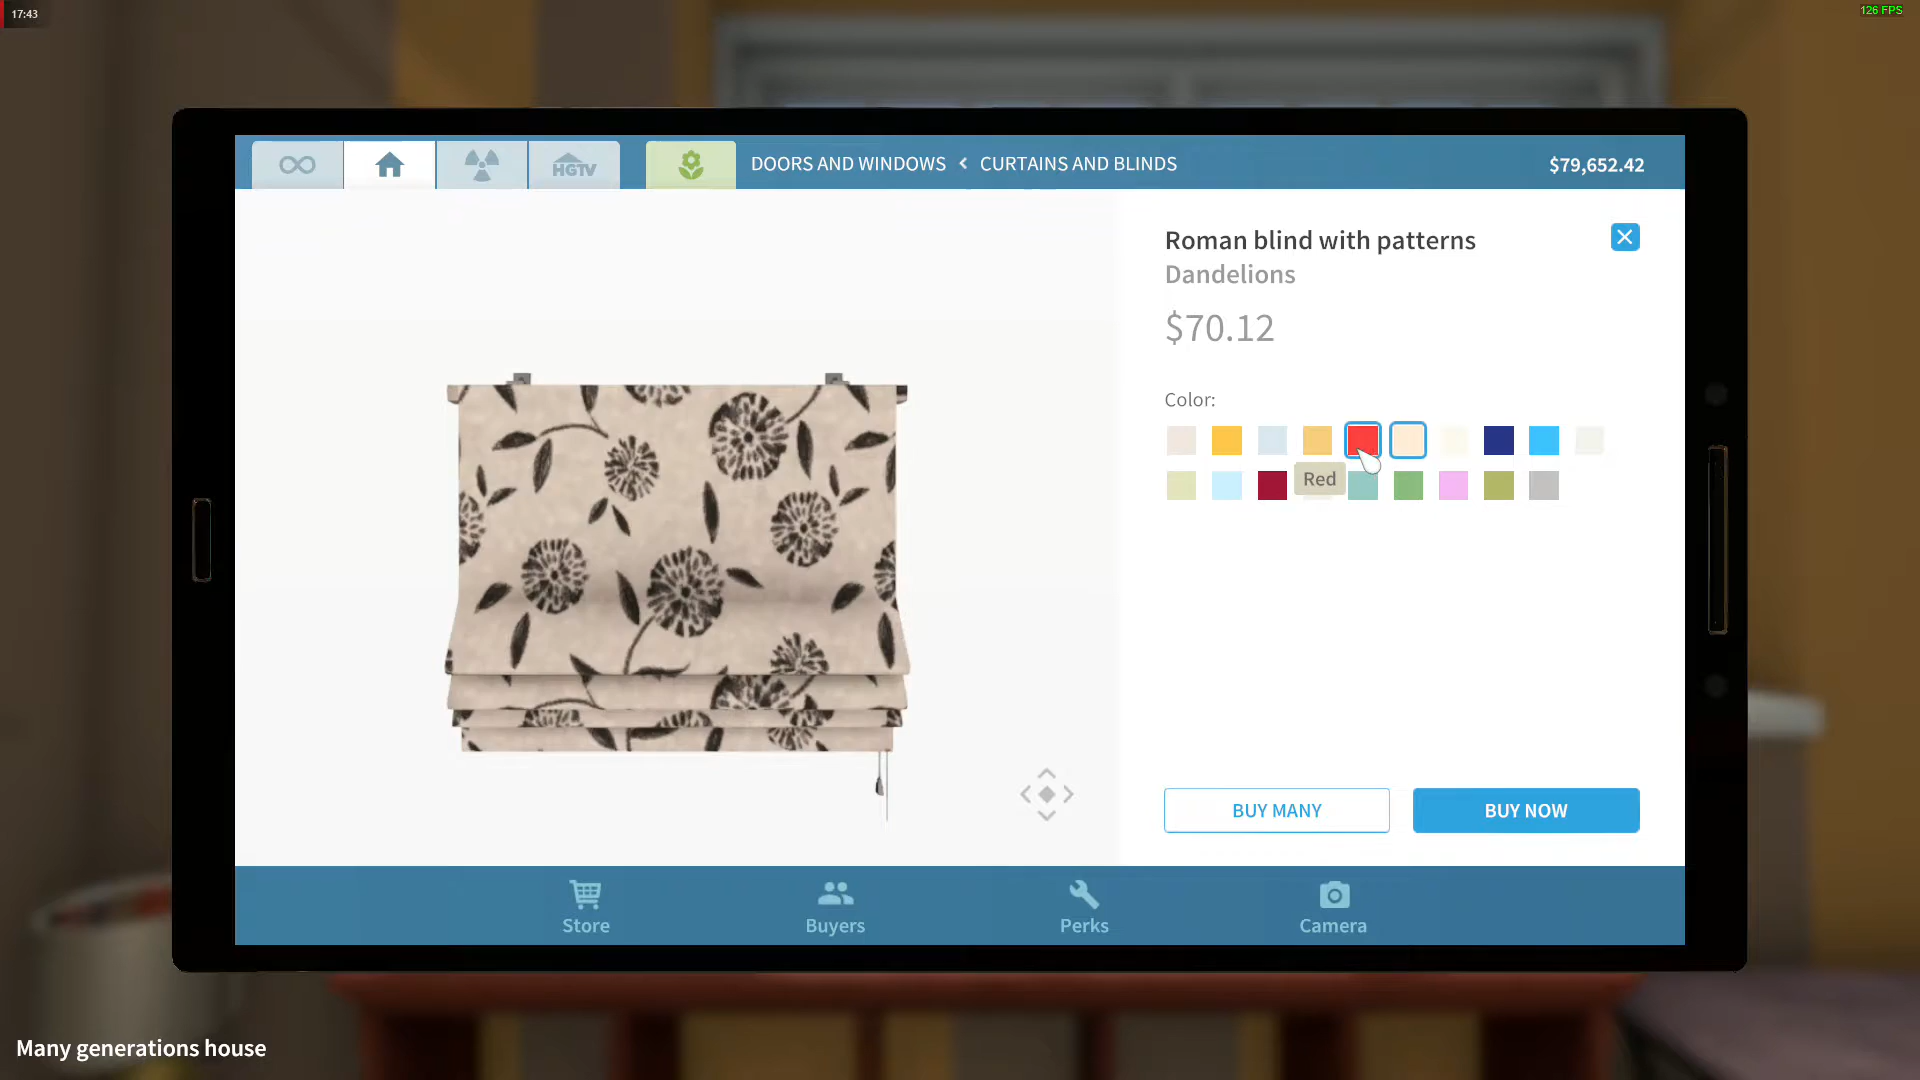 17:43
126 FPS
HGTV
DOORS AND WINDOWS < CURTAINS AND BLINDS
$79,652.42
Roman blind with patterns
Dandelions
$70.12
Color:
Red
BUY MANY
BUY NOW
Store
Buyers
Perks
Camera
Many generations house